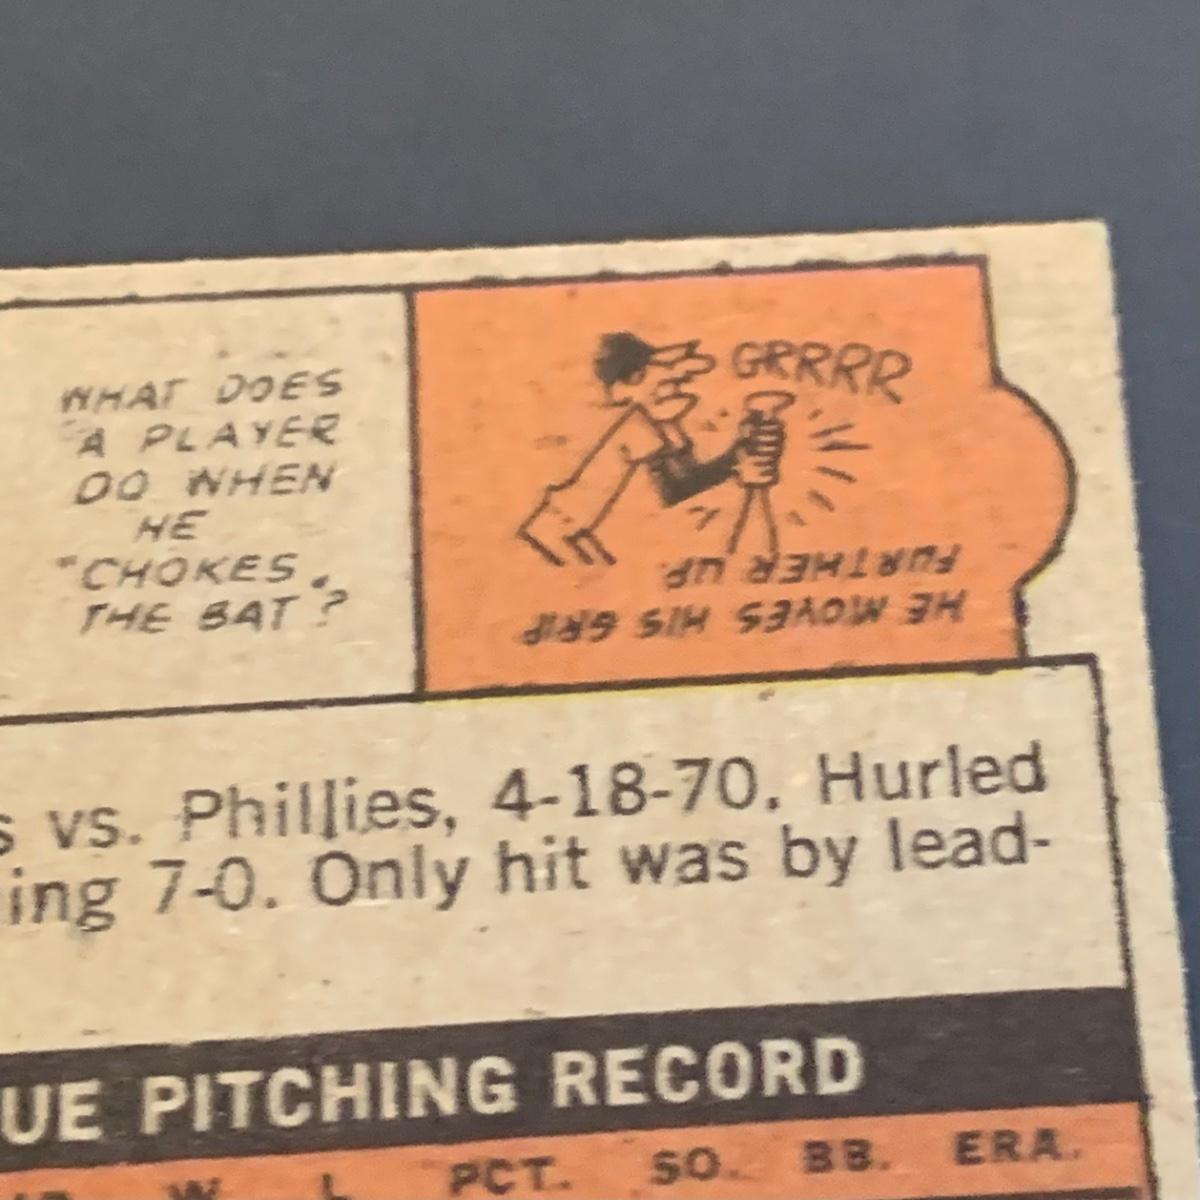 WHAT DOES
A PLAYER
DO WHEN
HE
"CHOKES"
THE BAT?
GRRRR
HE MOVES HIS GRIP
FURTHER UP.
s vs. Phillies, 4-18-70. Hurled
ing 7-0. Only hit was by lead-
UE PITCHING RECORD
W L PCT. SO. BB. ERA.